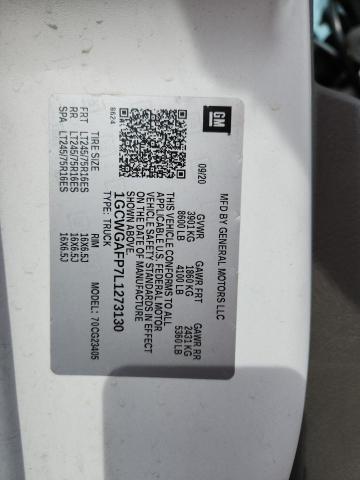 GM
MFD BY GENERAL MOTORS LLC
09/20
GVWR GAWR FRT GAWR RR
3901 KG 1860 KG 2431 KG
8600 LB 4100 LB 5360 LB
THIS VEHICLE CONFORMS TO ALL
APPLICABLE U.S. FEDERAL MOTOR
VEHICLE SAFETY STANDARDS IN EFFECT
ON THE DATE OF MANUFACTURE
SHOWN ABOVE.
1GCWGAFP7L1273130
TYPE: TRUCK
8624
MODEL: 70CG23405
TIRE SIZE RIM
FRT LT245/75R16ES 16X6.5J
RR LT245/75R16ES 16X6.5J
SPA LT245/75R16ES 16X6.5J